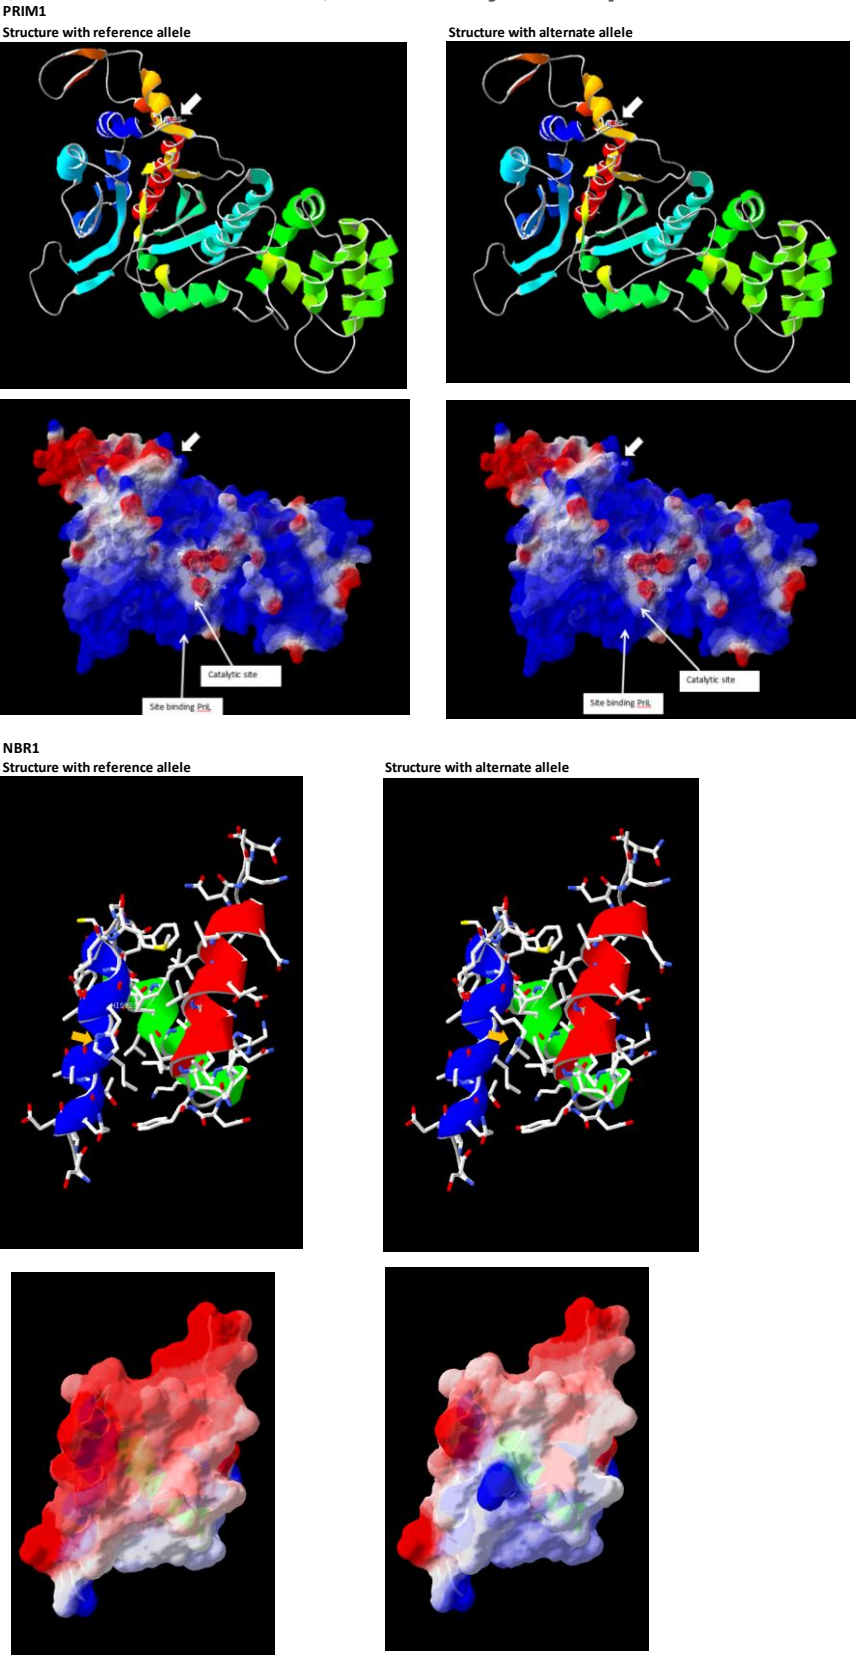 PRIM1
Structure with reference allele
Structure with alternate allele
Catalytic site
Site binding PriL
Catalytic site
Site binding PriL
NBR1
Structure with reference allele
Structure with alternate allele